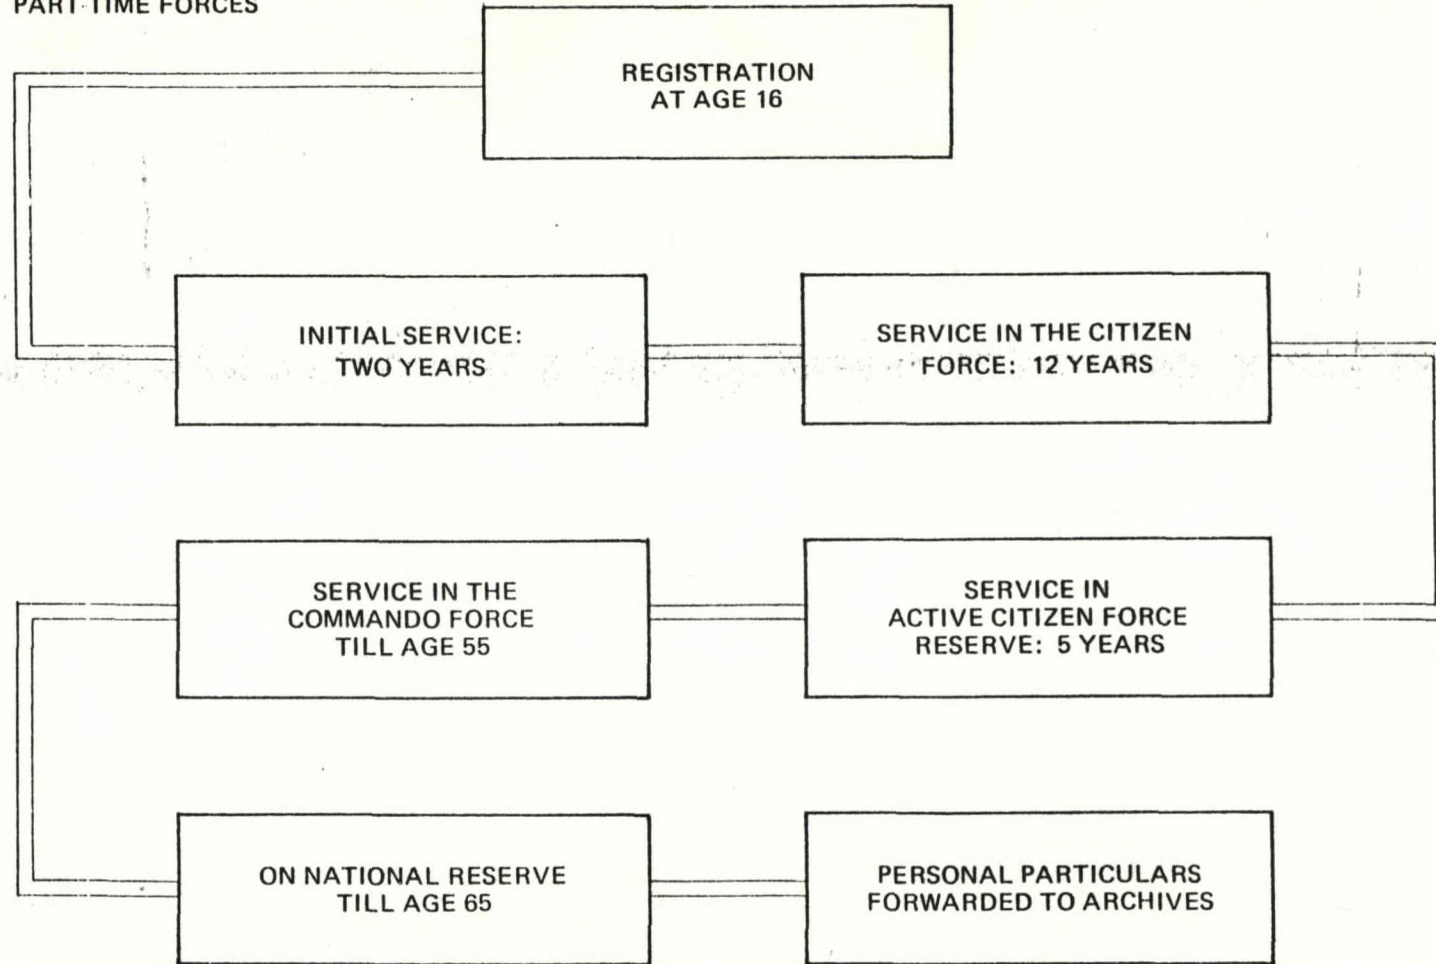 PART-TIME FORCES
REGISTRATION
AT AGE 16
INITIAL SERVICE:
TWO YEARS
SERVICE IN THE CITIZEN
FORCE: 12 YEARS
SERVICE IN
ACTIVE CITIZEN FORCE
RESERVE: 5 YEARS
SERVICE IN THE
COMMANDO FORCE
TILL AGE 55
ON NATIONAL RESERVE
TILL AGE 65
PERSONAL PARTICULARS
FORWARDED TO ARCHIVES